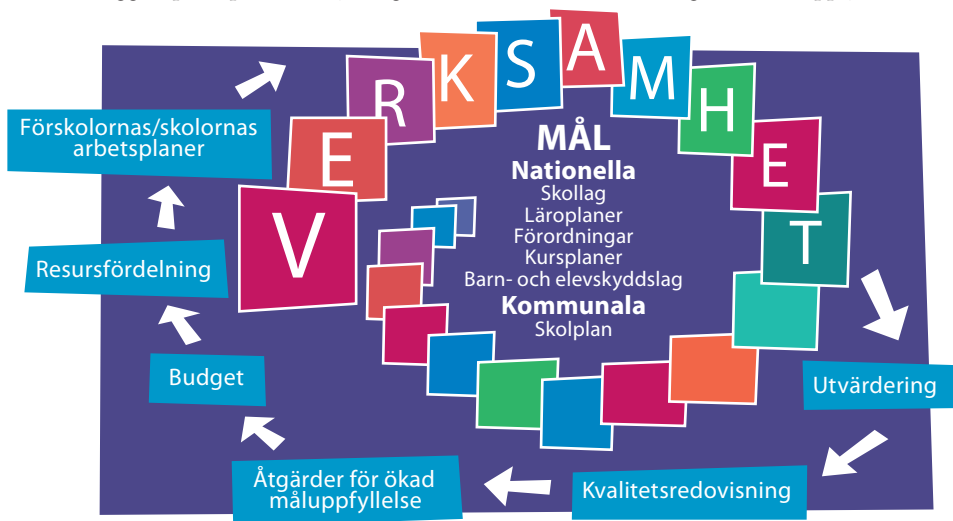 VERKSAMHET
MÅL
Nationella
Skollag
Läroplaner
Förordningar
Kursplaner
Barn- och elevskyddslag
Kommunala
Skolplan
Utvärdering
Kvalitetsredovisning
Åtgärder för ökad
måluppfyllelse
Budget
Resursfördelning
Förskolornas/skolornas
arbetsplaner